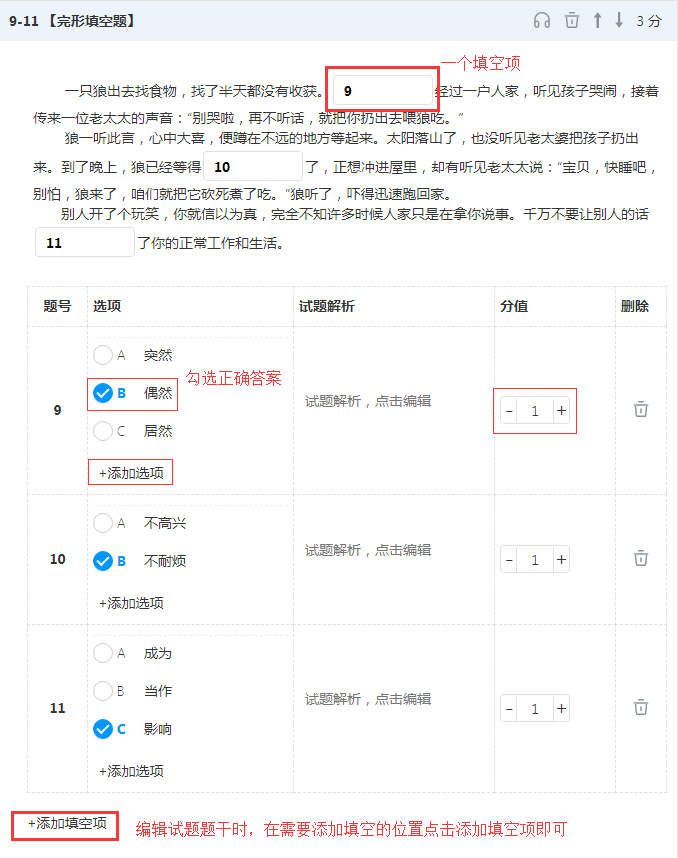 9-11 【完形填空题】 3 分
一个填空项
一只狼出去找食物，找了半天都没有收获。 9 经过一户人家，听见孩子哭闹，接着
传来一位老太太的声音：“别哭啦，再不听话，就把你扔出去喂狼吃。”
狼一听此言，心中大喜，便蹲在不远的地方等起来。太阳落山了，也没听见老太婆把孩子扔出
来。到了晚上，狼已经等得 10 了，正想冲进屋里，却有听见老太太说：“宝贝，快睡吧，
别怕，狼来了，咱们就把它砍死煮了吃。”狼听了，吓得迅速跑回家。
别人开了个玩笑，你就信以为真，完全不知许多时候人家只是在拿你说事。千万不要让别人的话
11 了你的正常工作和生活。
题号 选项 试题解析 分值 删除
A 突然
勾选正确答案
B 偶然
9 试题解析，点击编辑 - 1 +
C 居然
+添加选项
A 不高兴
10 试题解析，点击编辑 - 1 +
B 不耐烦
+添加选项
A 成为
B 当作
11 试题解析，点击编辑 - 1 +
C 影响
+添加选项
+添加填空项
编辑试题题干时，在需要添加填空的位置点击添加填空项即可